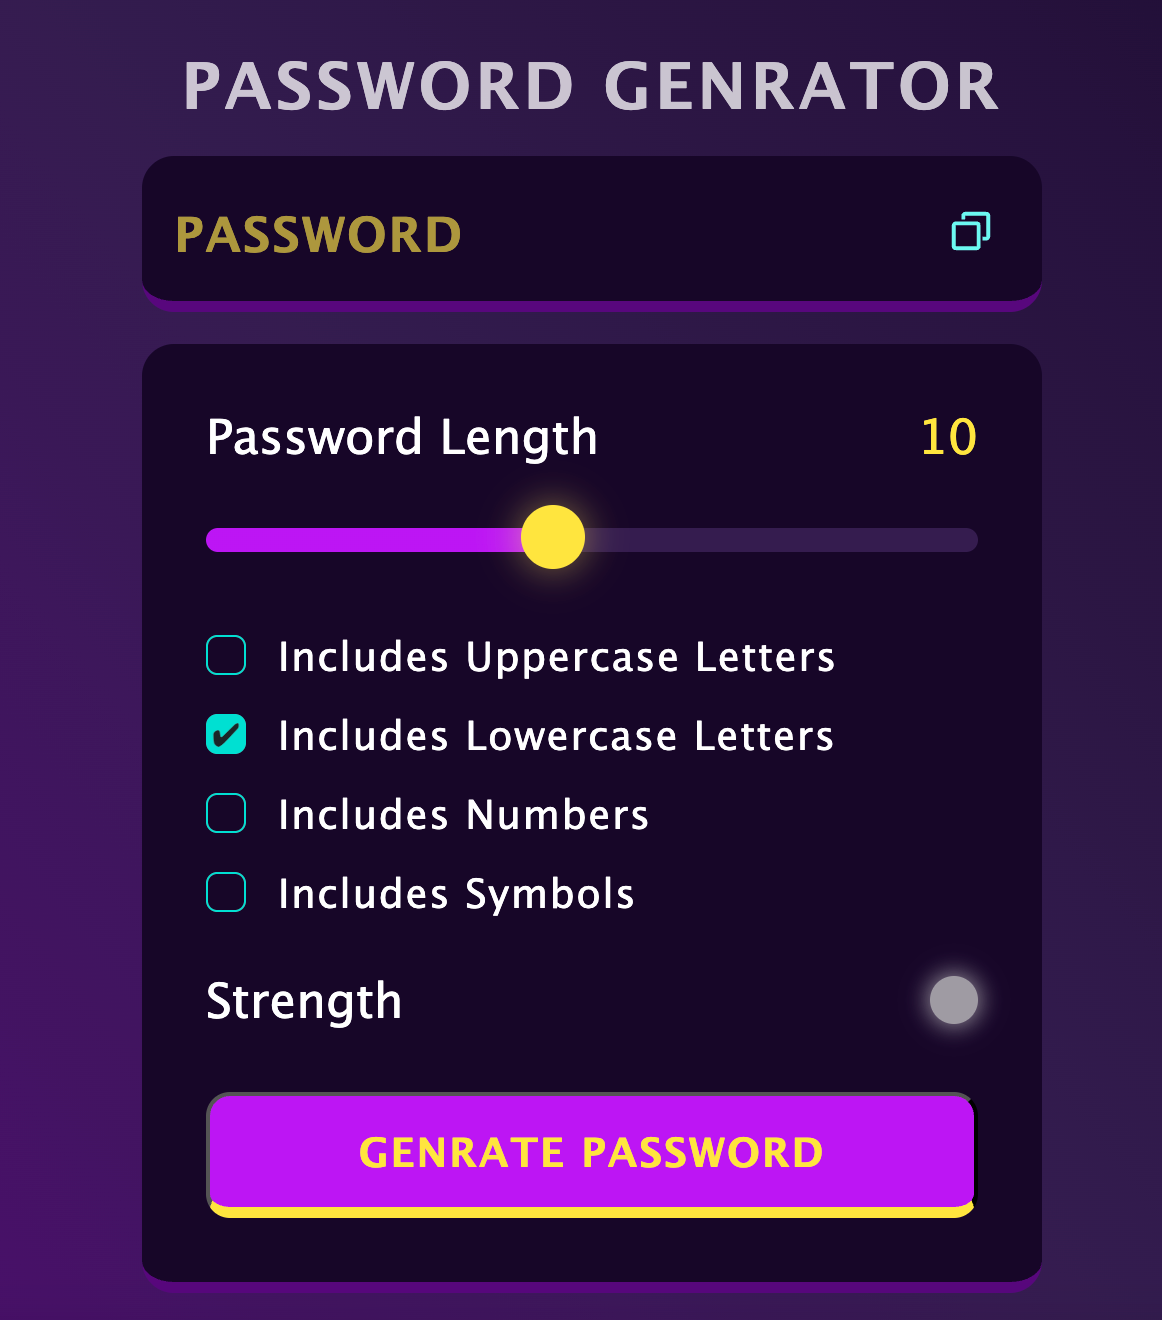 PASSWORD GENRATOR
PASSWORD
Password Length 10
Includes Uppercase Letters
✔ Includes Lowercase Letters
Includes Numbers
Includes Symbols
Strength
GENRATE PASSWORD